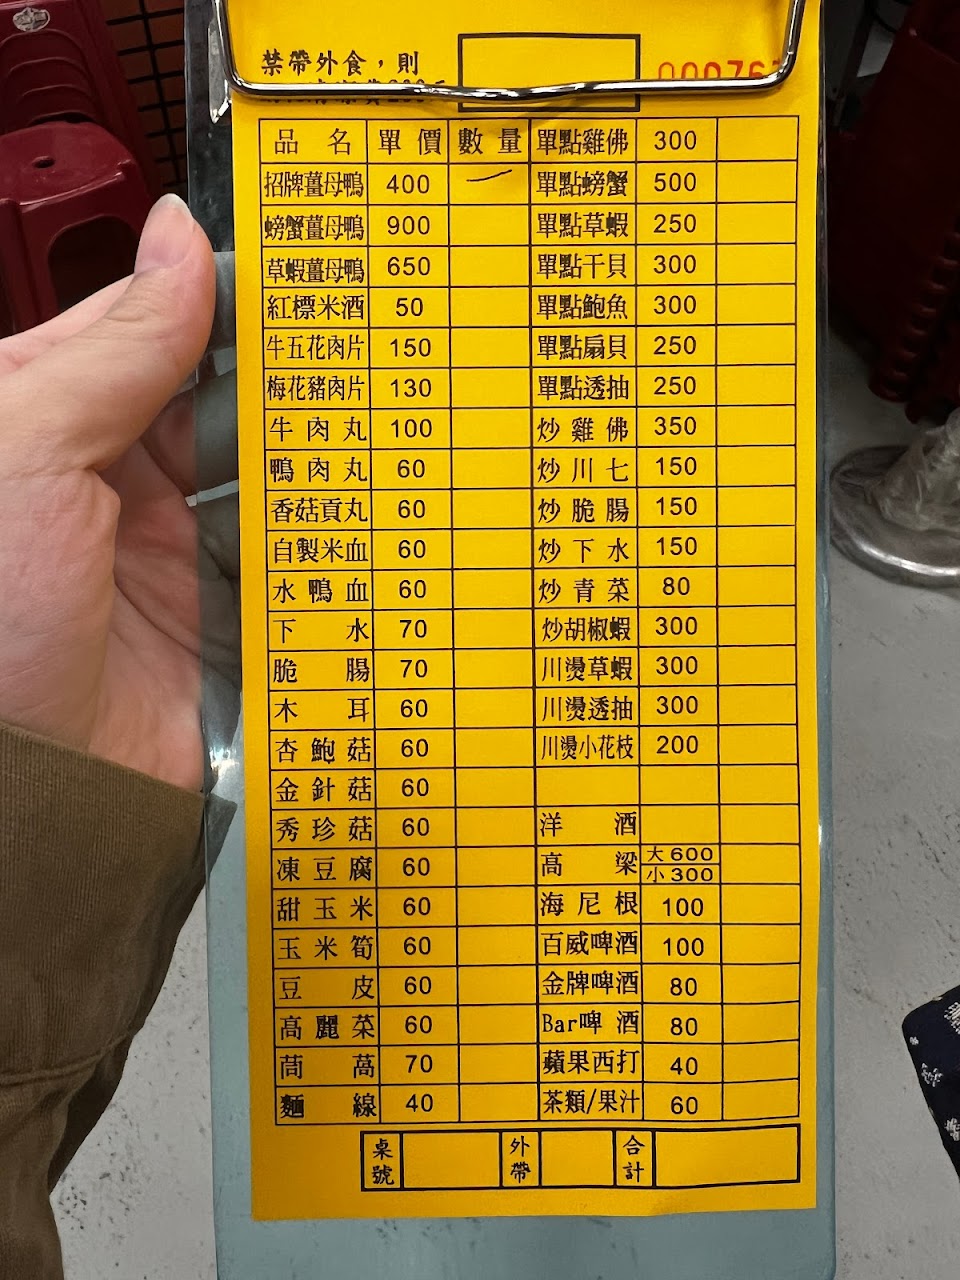 禁帶外食，則
品名 單價 數量 單點雞佛 300
招牌薑母鴨 400 一 單點螃蟹 500
螃蟹薑母鴨 900 單點草蝦 250
草蝦薑母鴨 650 單點干貝 300
紅標米酒 50 單點鮑魚 300
牛五花肉片 150 單點扇貝 250
梅花豬肉片 130 單點透抽 250
牛肉丸 100 炒雞佛 350
鴨肉丸 60 炒川七 150
香菇貢丸 60 炒脆腸 150
自製米血 60 炒下水 150
水鴨血 60 炒青菜 80
下水 70 炒胡椒蝦 300
脆腸 70 川燙草蝦 300
木耳 60 川燙透抽 300
杏鮑菇 60 川燙小花枝 200
金針菇 60
秀珍菇 60 洋酒
凍豆腐 60 高粱 大600 小300
甜玉米 60 海尼根 100
玉米筍 60 百威啤酒 100
豆皮 60 金牌啤酒 80
高麗菜 60 Bar啤酒 80
茼萵 70 蘋果西打 40
麵線 40 茶類/果汁 60
桌號 外帶 合計